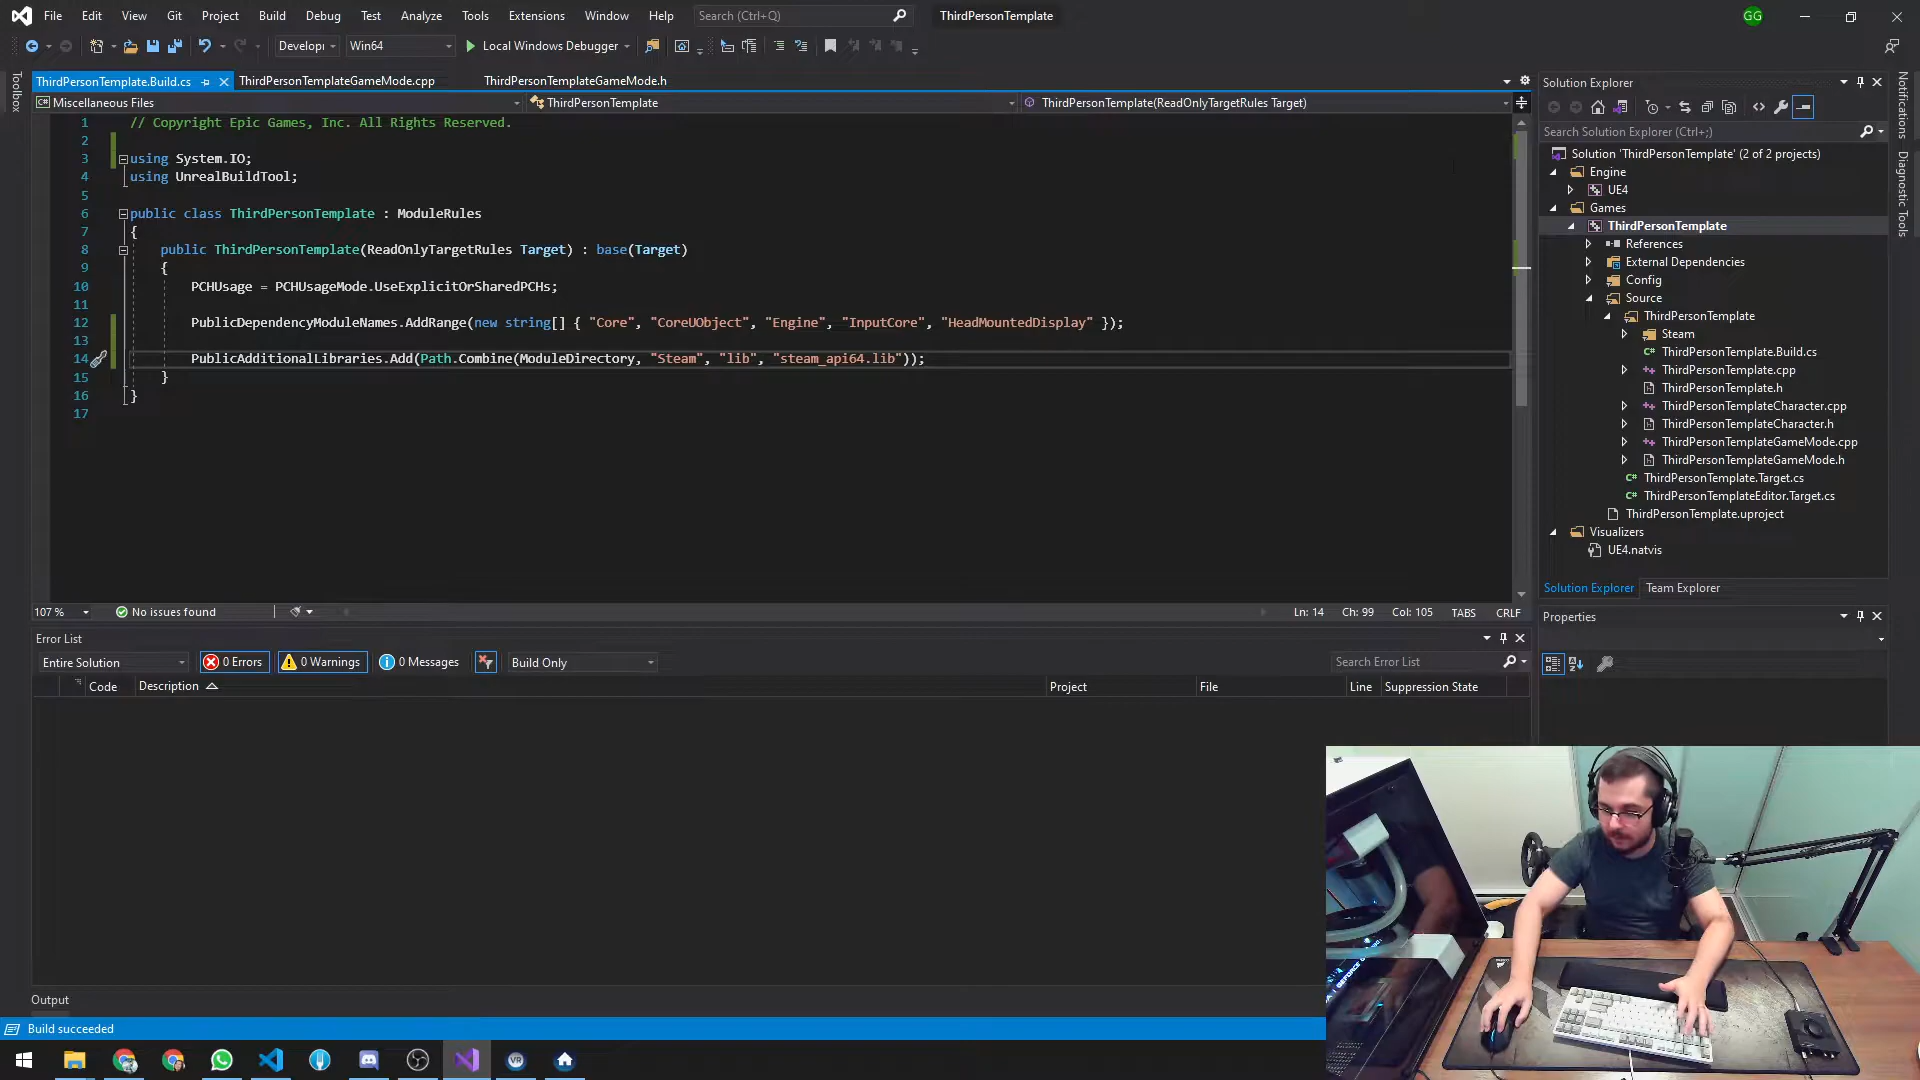 File Edit View Git Project Build Debug Test Analyze Tools Extensions Window Help Search (Ctrl+Q) ThirdPersonTemplate GG
Developi Win64 Local Windows Debugger
Toolbox
ThirdPersonTemplate.Build.cs ThirdPersonTemplateGameMode.cpp ThirdPersonTemplateGameMode.h
Miscellaneous Files ThirdPersonTemplate ThirdPersonTemplate(ReadOnlyTargetRules Target)
1 // Copyright Epic Games, Inc. All Rights Reserved.
2
3 using System.IO;
4 using UnrealBuildTool;
5
6 public class ThirdPersonTemplate : ModuleRules
7 {
8 public ThirdPersonTemplate(ReadOnlyTargetRules Target) : base(Target)
9 {
10 PCHUsage = PCHUsageMode.UseExplicitOrSharedPCHs;
11
12 PublicDependencyModuleNames.AddRange(new string[] { "Core", "CoreUObject", "Engine", "InputCore", "HeadMountedDisplay" });
13
14 PublicAdditionalLibraries.Add(Path.Combine(ModuleDirectory, "Steam", "lib", "steam_api64.lib"));
15 }
16 }
17
107 % No issues found Ln: 14 Ch: 99 Col: 105 TABS CRLF
Error List
Entire Solution 0 Errors 0 Warnings 0 Messages Build Only Search Error List
Code Description Project File Line Suppression State
Output
Build succeeded
Solution Explorer
Search Solution Explorer (Ctrl+;)
Solution 'ThirdPersonTemplate' (2 of 2 projects)
Engine
UE4
Games
ThirdPersonTemplate
References
External Dependencies
Config
Source
ThirdPersonTemplate
Steam
ThirdPersonTemplate.Build.cs
ThirdPersonTemplate.cpp
ThirdPersonTemplate.h
ThirdPersonTemplateCharacter.cpp
ThirdPersonTemplateCharacter.h
ThirdPersonTemplateGameMode.cpp
ThirdPersonTemplateGameMode.h
ThirdPersonTemplate.Target.cs
ThirdPersonTemplateEditor.Target.cs
ThirdPersonTemplate.uproject
Visualizers
UE4.natvis
Solution Explorer Team Explorer
Properties
Notifications
Diagnostic Tools
VR